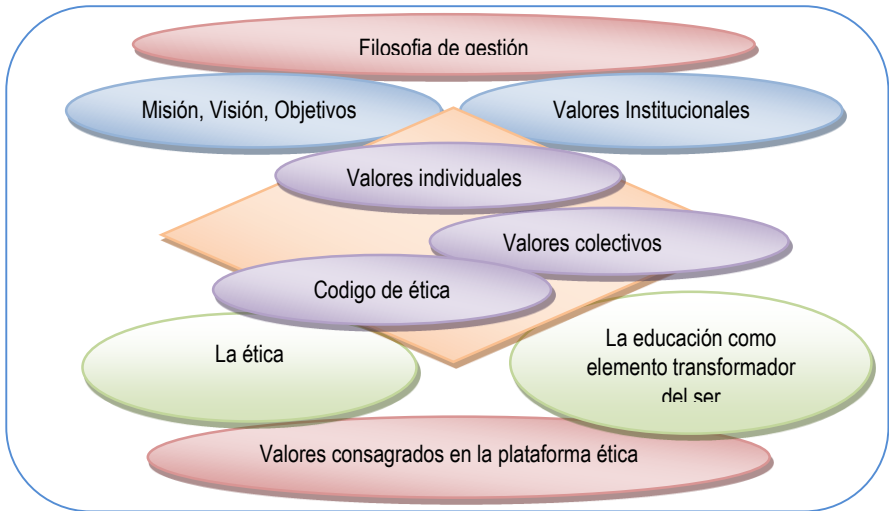 Filosofia de gestión
Misión, Visión, Objetivos
Valores Institucionales
Valores individuales
Valores colectivos
Codigo de ética
La ética
La educación como
elemento transformador
del ser
Valores consagrados en la plataforma ética